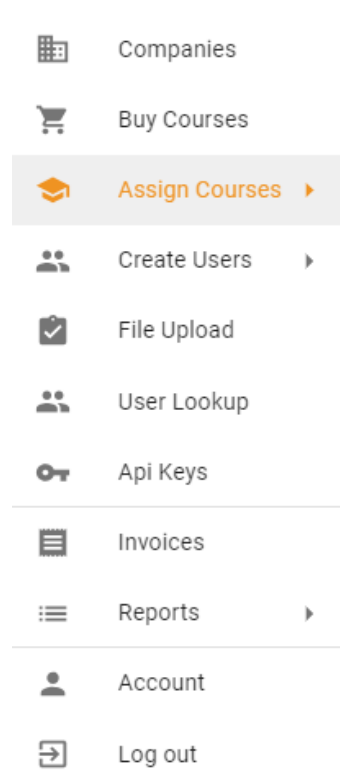 Companies
Buy Courses
Assign Courses
Create Users
File Upload
User Lookup
Api Keys
Invoices
Reports
Account
Log out